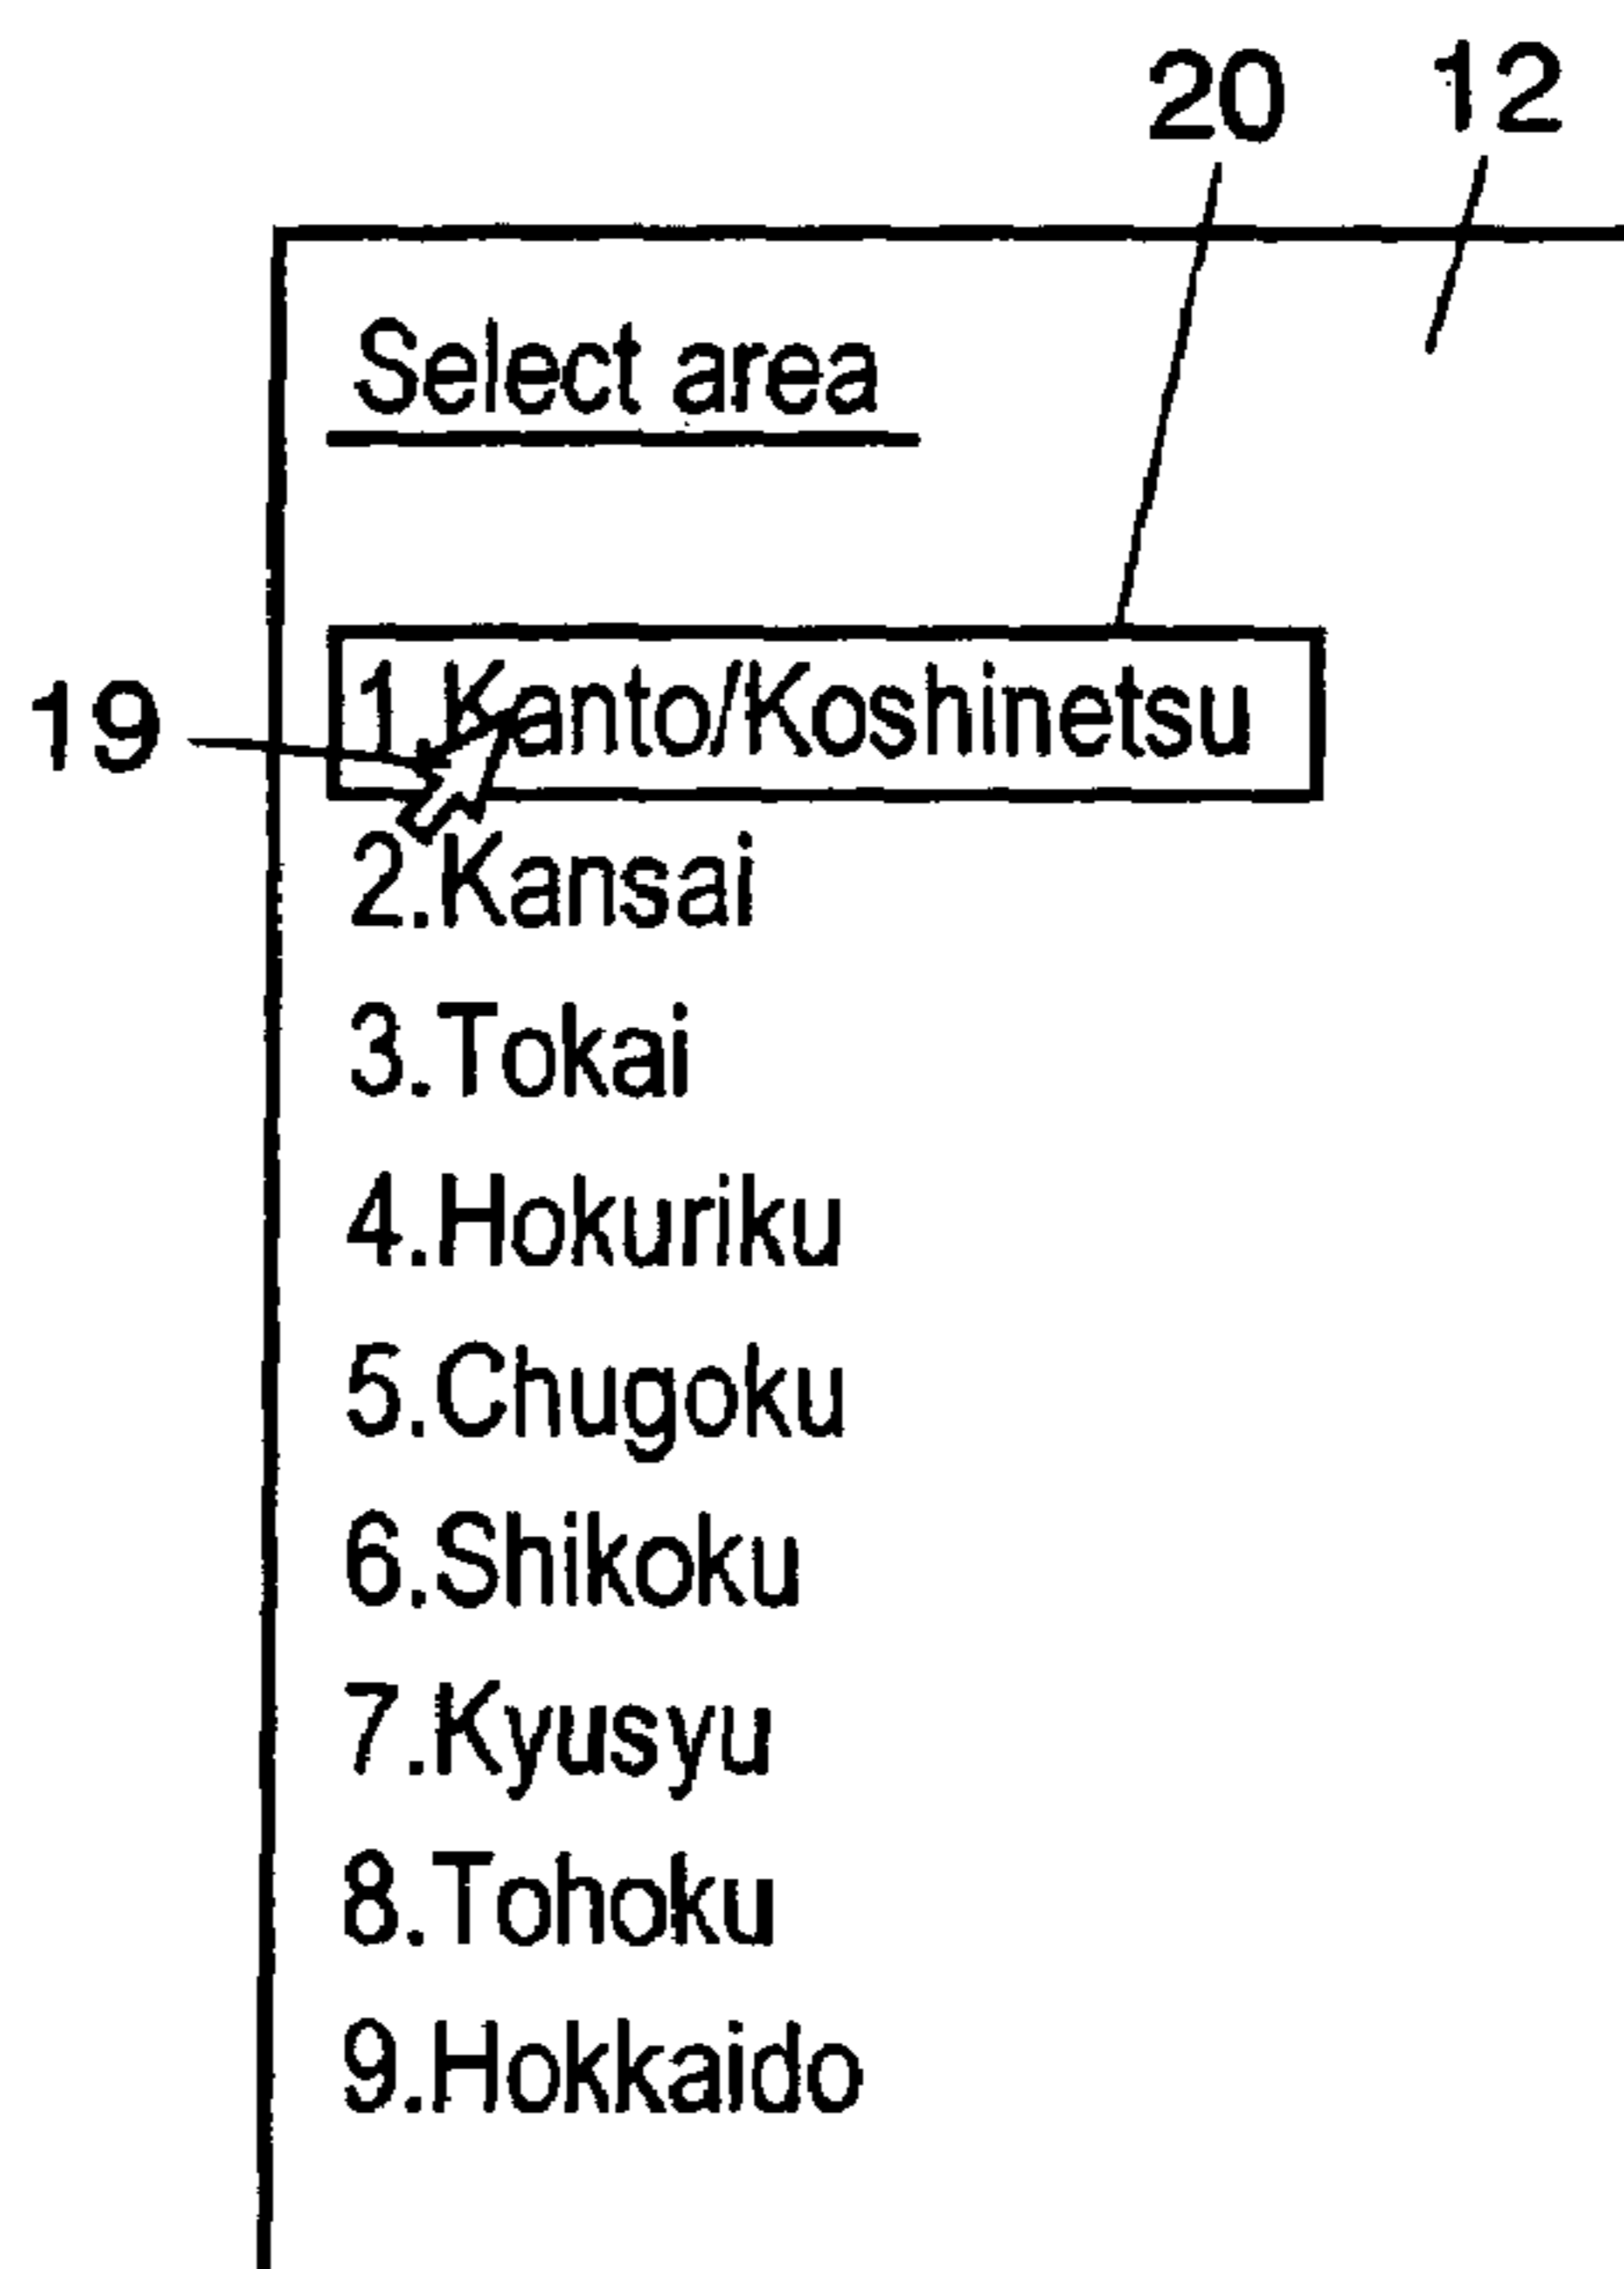 20 12
Select area
19
1.Kanto/Koshinetsu
2.Kansai
3.Tokai
4.Hokuriku
5.Chugoku
6.Shikoku
7.Kyusyu
8.Tohoku
9.Hokkaido